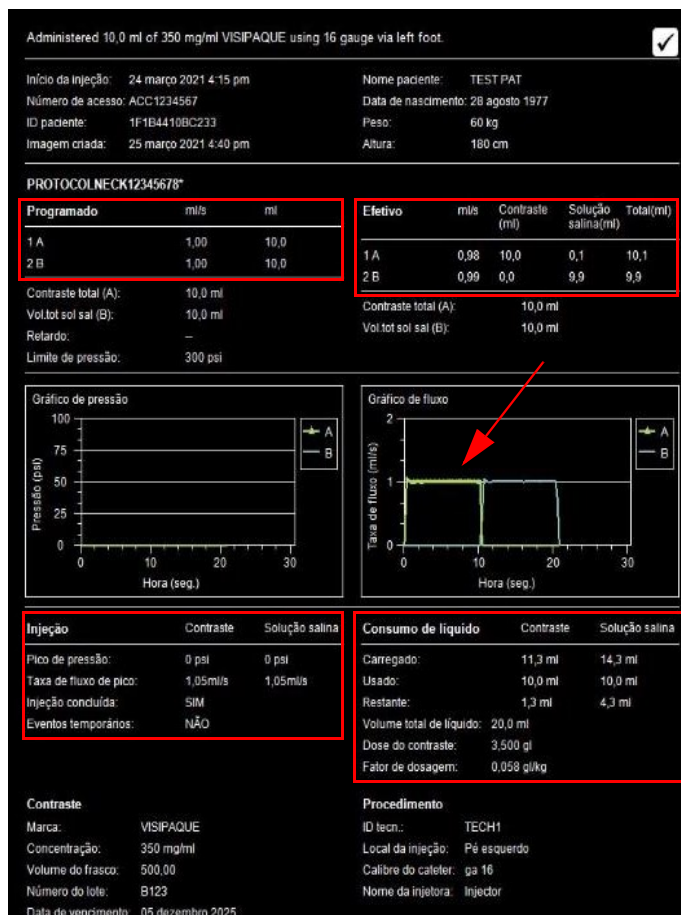 Administered 10,0 ml of 350 mg/ml VISIPAQUE using 16 gauge via left foot.
Início da injeção: 24 março 2021 4:15 pm
Número de acesso: ACC1234567
ID paciente: 1F1B4410BC233
Imagem criada: 25 março 2021 4:40 pm
Nome paciente: TEST PAT
Data de nascimento: 28 agosto 1977
Peso: 60 kg
Altura: 180 cm
PROTOCOLNECK12345678*
Programado ml/s ml
1 A 1,00 10,0
2 B 1,00 10,0
Contraste total (A): 10,0 ml
Vol.tot sol sal (B): 10,0 ml
Retardo: –
Limite de pressão: 300 psi
Efetivo ml/s Contraste (ml) Solução salina(ml) Total(ml)
1 A 0,98 10,0 0,1 10,1
2 B 0,99 0,0 9,9 9,9
Contraste total (A): 10,0 ml
Vol.tot sol sal (B): 10,0 ml
Gráfico de pressão
100
75
50
25
0
Pressão (psi)
0 10 20 30
Hora (seg.)
A
B
Gráfico de fluxo
2
1
0
Taxa de fluxo (ml/s)
0 10 20 30
Hora (seg.)
A
B
Injeção Contraste Solução salina
Pico de pressão: 0 psi 0 psi
Taxa de fluxo de pico: 1,05ml/s 1,05ml/s
Injeção concluída: SIM
Eventos temporários: NÃO
Consumo de líquido Contraste Solução salina
Carregado: 11,3 ml 14,3 ml
Usado: 10,0 ml 10,0 ml
Restante: 1,3 ml 4,3 ml
Volume total de líquido: 20,0 ml
Dose do contraste: 3,500 gl
Fator de dosagem: 0,058 gl/kg
Contraste
Marca: VISIPAQUE
Concentração: 350 mg/ml
Volume do frasco: 500,00
Número do lote: B123
Data de vencimento: 05 dezembro 2025
Procedimento
ID tecn.: TECH1
Local da injeção: Pé esquerdo
Calibre do cateter: ga 16
Nome da injetora: Injector